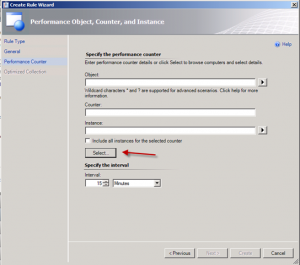 Create Rule Wizard
Performance Object, Counter, and Instance
Rule Type
General
Performance Counter
Optimized Collection
Help
Specify the performance counter
Enter performance counter details or click Select to browse computers and select details.
Object:
Wildcard characters * and ? are supported for advanced scenarios. Click help for more
information.
Counter:
Instance:
Include all instances for the selected counter
Select...
Specify the interval
Interval:
15 Minutes
< Previous Next > Create Cancel